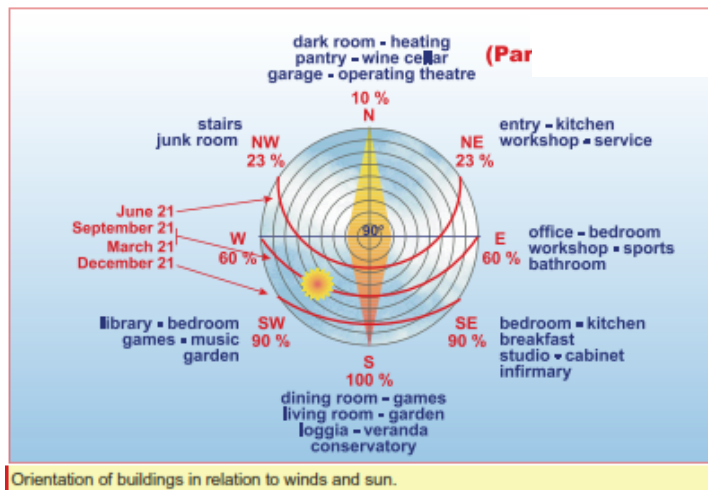 dark room - heating
pantry - wine cellar
garage - operating theatre
(Par
10 %
N
stairs
junk room
NW
23 %
NE
23 %
entry - kitchen
workshop - service
June 21
September 21
March 21
December 21
W
60 %
90°
E
60 %
office - bedroom
workshop - sports
bathroom
library - bedroom
games - music
garden
SW
90 %
SE
90 %
bedroom - kitchen
breakfast
studio - cabinet
infirmary
S
100 %
dining room - games
living room - garden
loggia - veranda
conservatory
Orientation of buildings in relation to winds and sun.